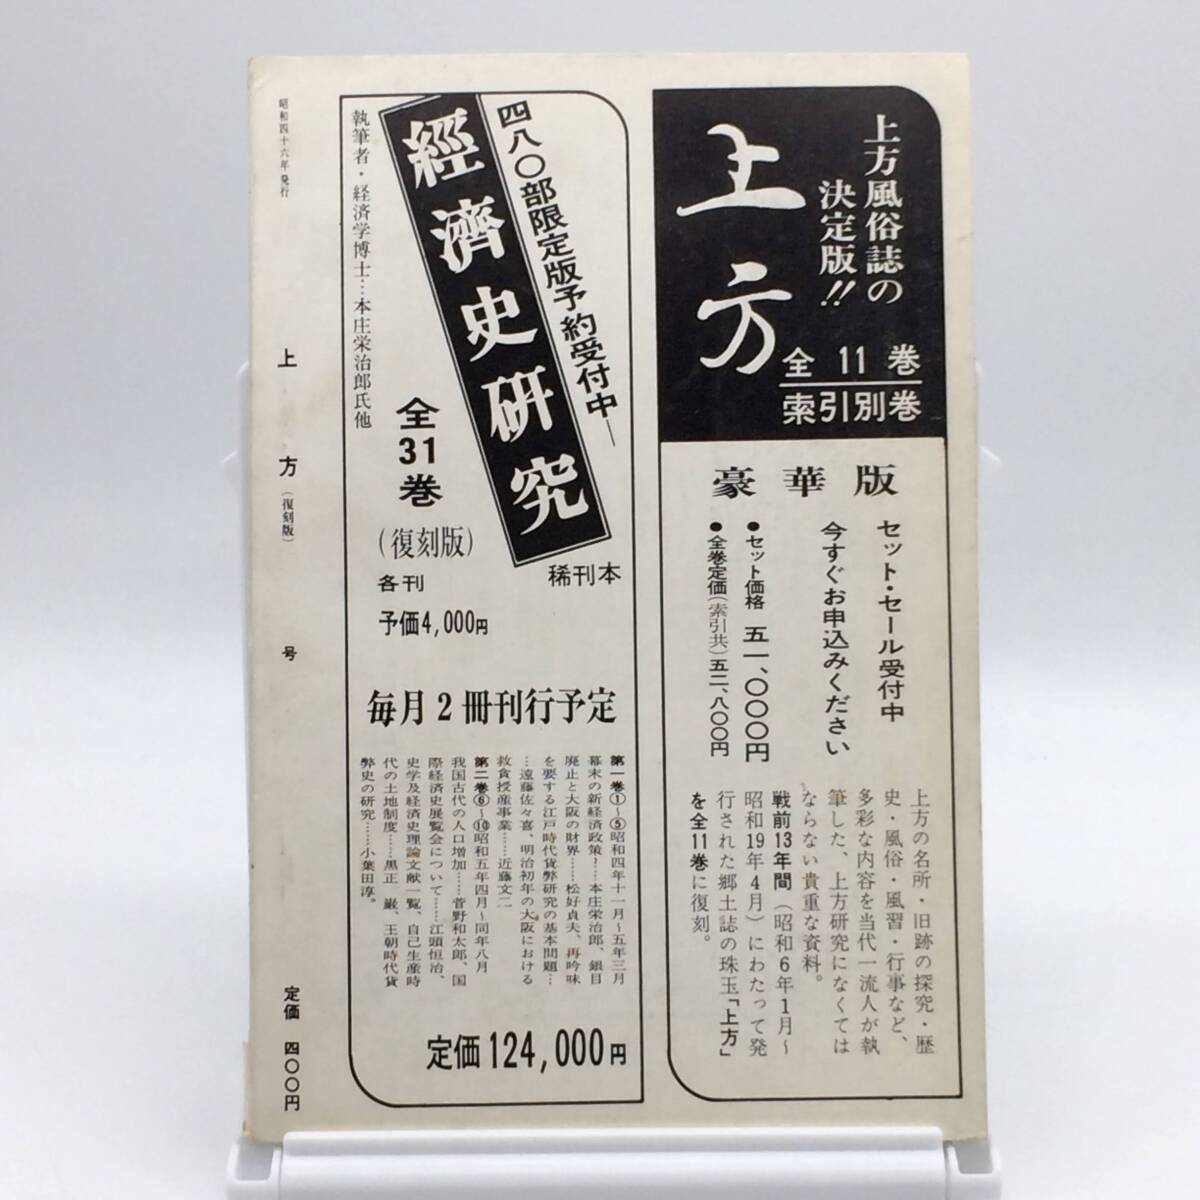 上方風俗誌の
決定版!!
上方
全11巻
索引別巻
豪華版
セット・セール受付中
今すぐお申込みください
●セット価格 五一、〇〇〇円
●全巻定価(索引共)五二、八〇〇円
上方の名所・旧跡の探究・歴
史・風俗・風習・行事など、
多彩な内容を当代一流人が執
筆した、上方研究になくては
ならない貴重な資料。
戦前13年間(昭和6年1月〜
昭和19年4月)にわたって発
行された郷土誌の珠玉「上方」
を全11巻に復刻。
四八〇部限定版予約受付中―
經濟史研究
稀刊本
執筆者・経済学博士…本庄栄治郎氏他
全31巻
(復刻版)
各刊
予価4,000円
毎月2冊刊行予定
第一巻①〜⑤昭和四年十一月〜五年三月
幕末の新経済政策……本庄栄治郎、銀目
廃止と大阪の財界……松好貞夫、再吟味
を要する江戸時代貨幣研究の基本問題…
…遠藤佐々喜、明治初年の大阪における
救貧授産事業……近藤文二
第二巻⑥〜⑩昭和五年四月〜同年八月
我国古代の人口増加……菅野和太郎、国
際経済史展覧会について……江頭恒治、
史学及経済史理論文献一覧、自己生産時
代の土地制度……黒正 巌、王朝時代貨
幣史の研究……小葉田淳。
定価124,000円
昭和四十六年発行
上方(復刻版)号
定価 四〇〇円